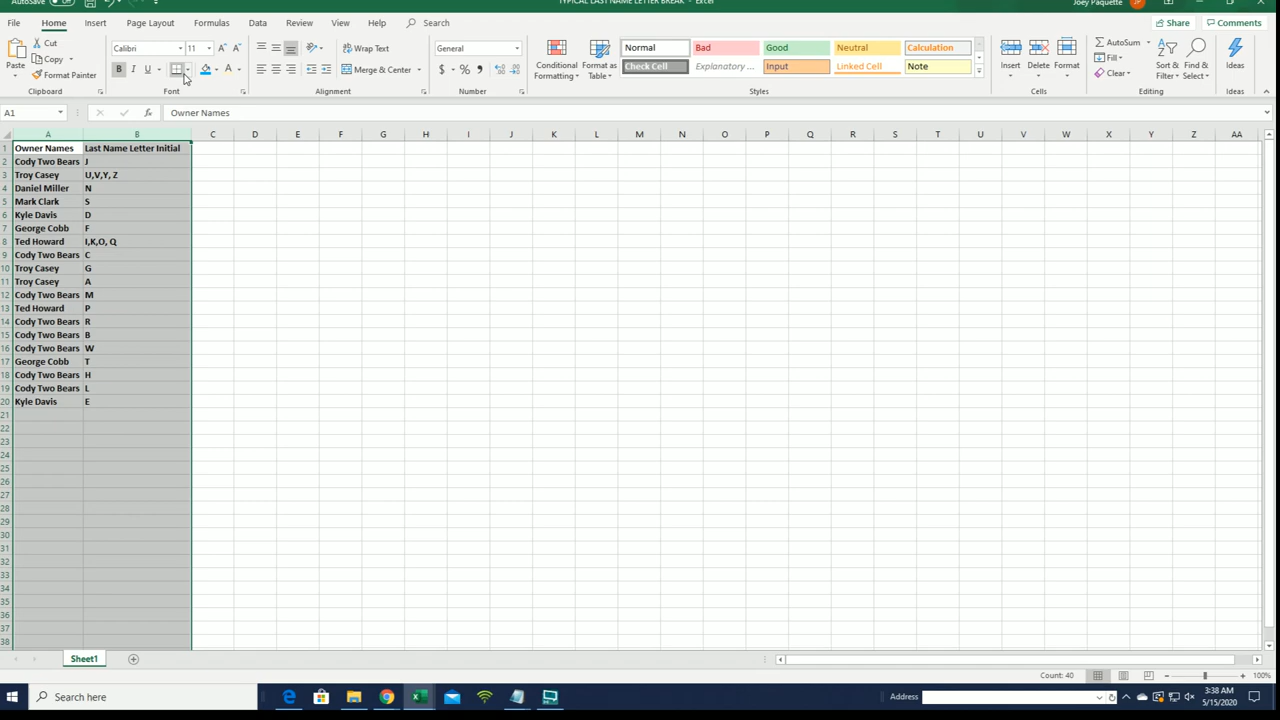 AutoSave Off TYPICAL LAST NAME LETTER BREAK - Excel Joey Paquette JP
File Home Insert Page Layout Formulas Data Review View Help Search Share Comments
Paste Cut Copy Format Painter Clipboard
Calibri 11 B I U Font
Wrap Text Merge & Center Alignment
General $ % Number
Conditional Formatting Format as Table
Normal Bad Good Neutral Calculation
Check Cell Explanatory ... Input Linked Cell Note
Styles
Insert Delete Format Cells
AutoSum Fill Clear Sort & Filter Find & Select Editing
Ideas Ideas
A1 fx Owner Names
A B C D E F G H I J K L M N O P Q R S T U V W X Y Z AA
1 Owner Names Last Name Letter Initial
2 Cody Two Bears J
3 Troy Casey U,V,Y, Z
4 Daniel Miller N
5 Mark Clark S
6 Kyle Davis D
7 George Cobb F
8 Ted Howard I,K,O, Q
9 Cody Two Bears C
10 Troy Casey G
11 Troy Casey A
12 Cody Two Bears M
13 Ted Howard P
14 Cody Two Bears R
15 Cody Two Bears B
16 Cody Two Bears W
17 George Cobb T
18 Cody Two Bears H
19 Cody Two Bears L
20 Kyle Davis E
21
22
23
24
25
26
27
28
29
30
31
32
33
34
35
36
37
38
Sheet1
Count: 40 100%
Search here Address 3:38 AM
5/15/2020